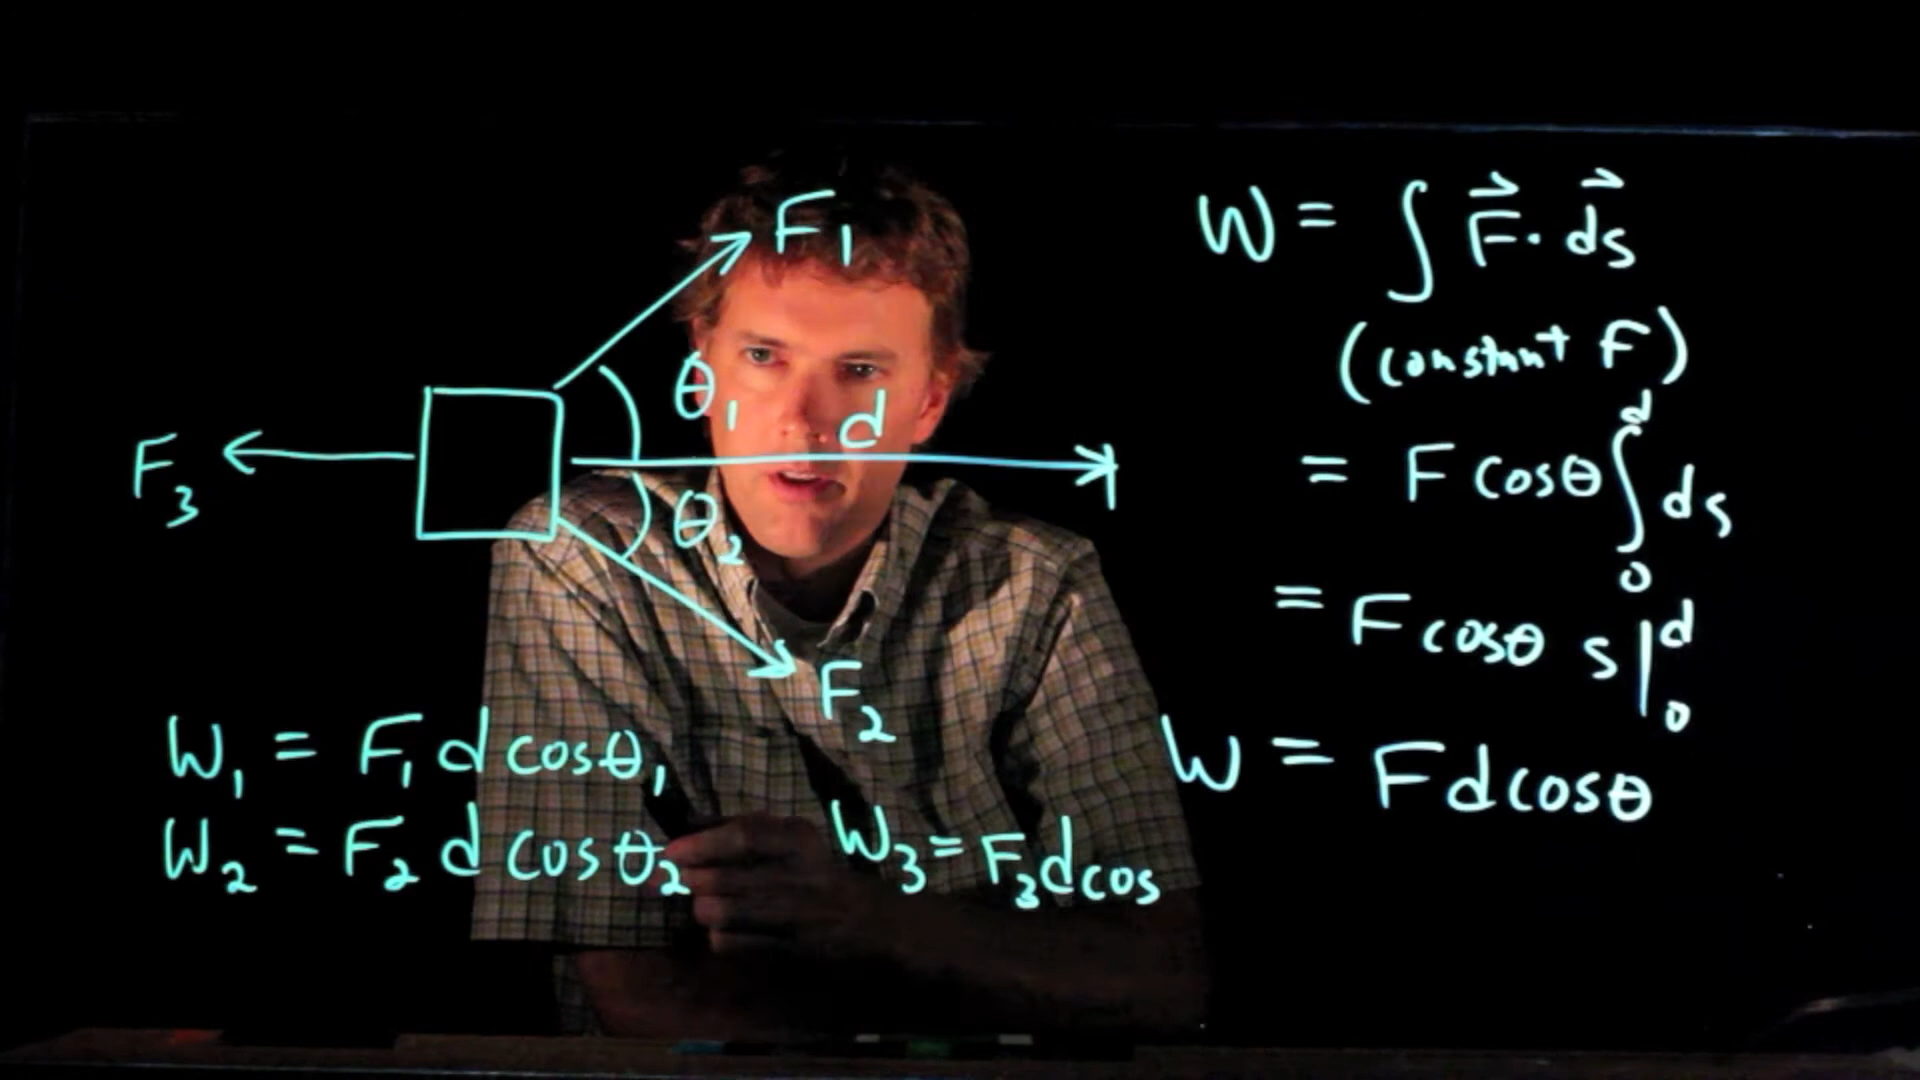 F₁
θ₁
d
F₃
θ₂
F₂
W₁ = F₁ d cosθ₁
W₂ = F₂ d cosθ₂
W₃ = F₃ d cos
W = ∫ F⃗ · ds⃗
(constant F)
= F cosθ ∫₀ᵈ ds
= F cosθ s |₀ᵈ
W = F d cosθ